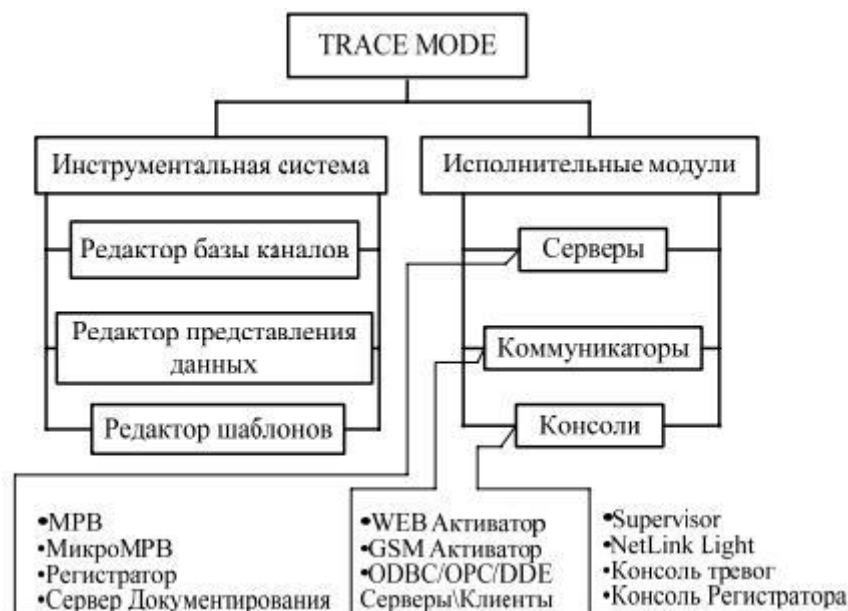 TRACE MODE
Инструментальная система
Исполнительные модули
Редактор базы каналов
Серверы
Редактор представления
данных
Коммуникаторы
Редактор шаблонов
Консоли
•МРВ
•МикроМРВ
•Регистратор
•Сервер Документирования
•WEB Активатор
•GSM Активатор
•ODBC/OPC/DDE
Серверы\Клиенты
•Supervisor
•NetLink Light
•Консоль тревог
•Консоль Регистратора